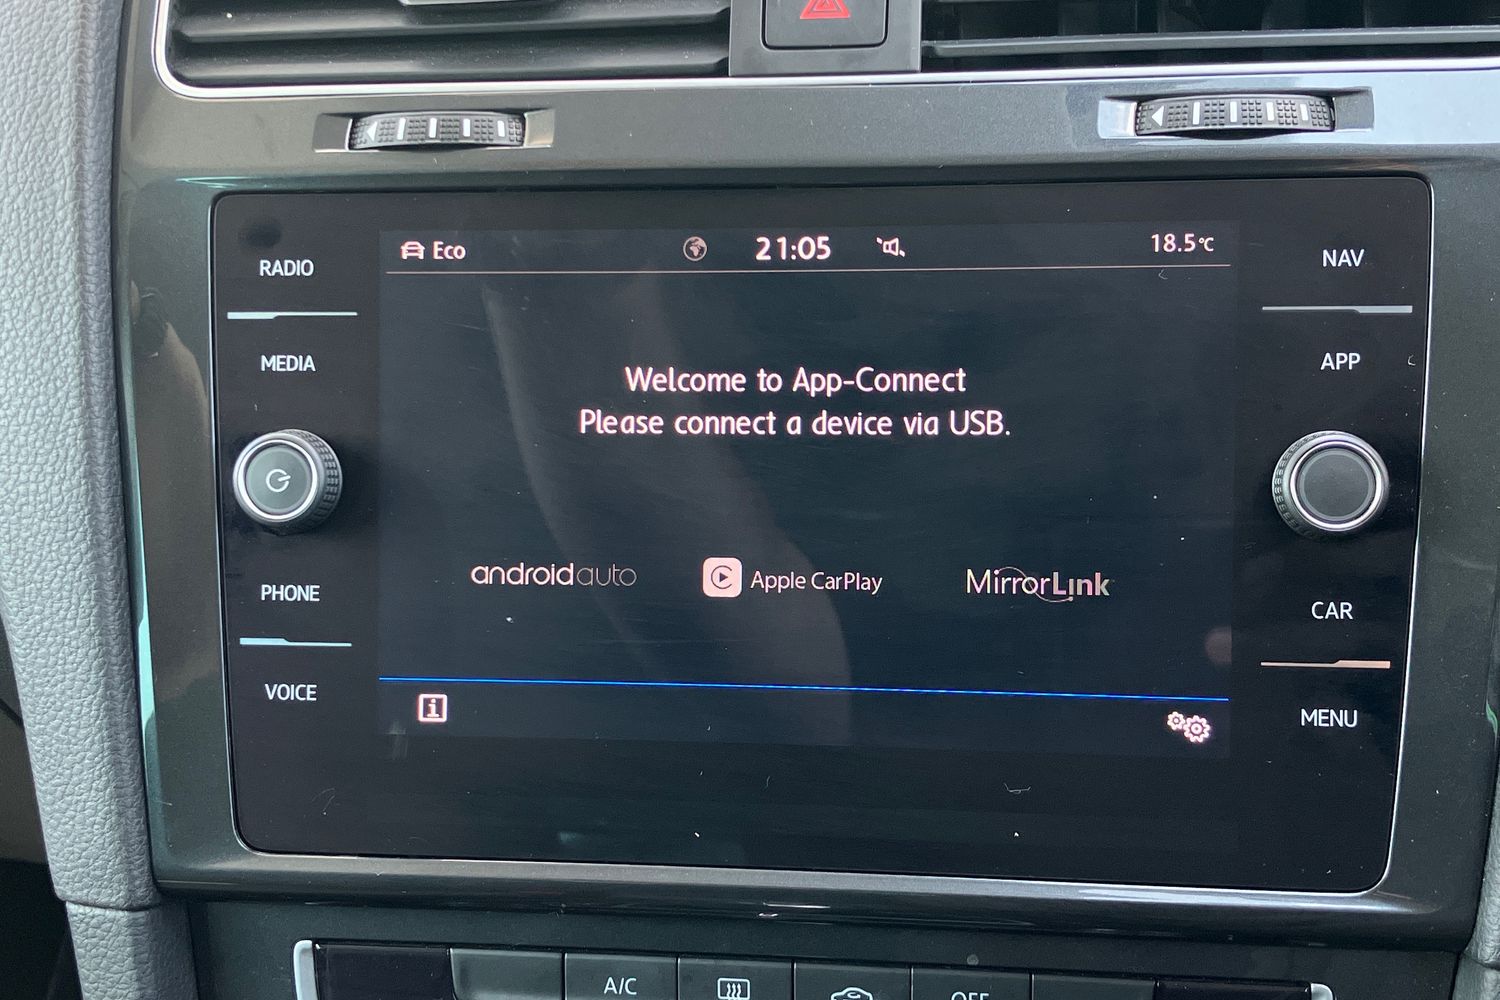 Eco
21:05
18.5°C
RADIO
MEDIA
PHONE
VOICE
Welcome to App-Connect
Please connect a device via USB.
androidauto
Apple CarPlay
MirrorLink
i
NAV
APP
CAR
MENU
A/C
OFF